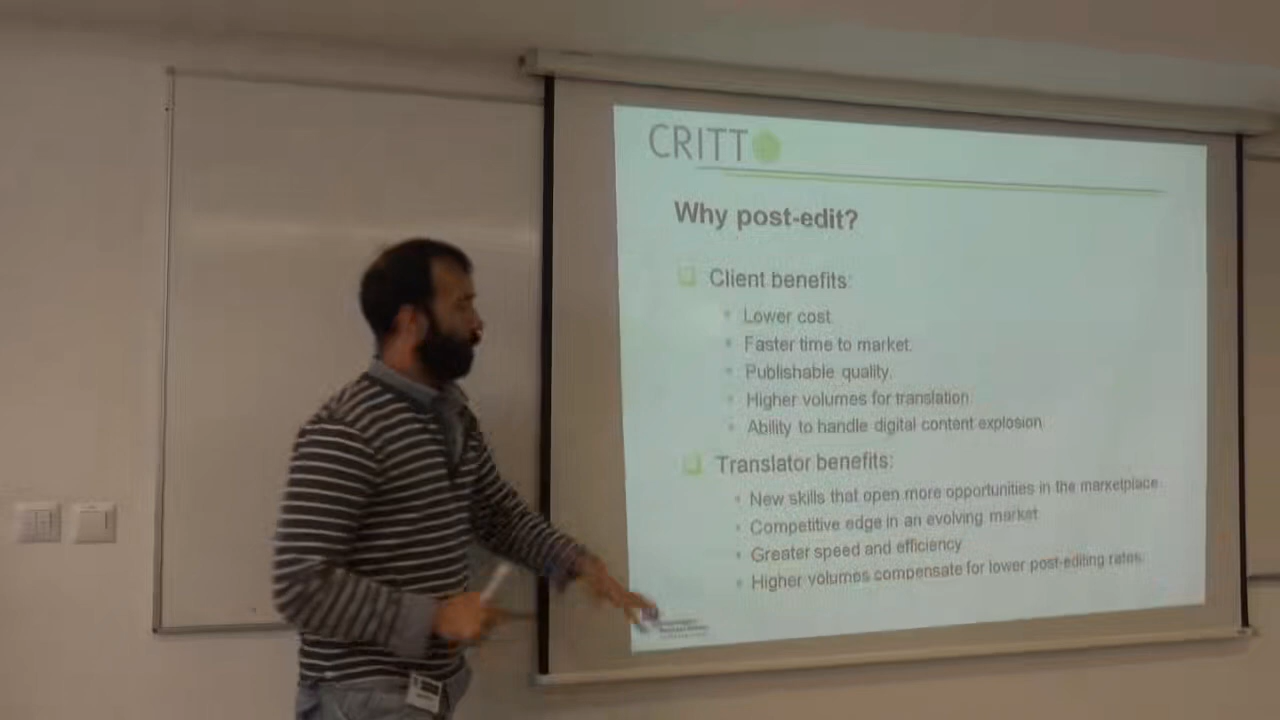 CRITT
Why post-edit?
Client benefits:
Lower cost.
Faster time to market.
Publishable quality.
Higher volumes for translation
Ability to handle digital content explosion
Translator benefits:
New skills that open more opportunities in the marketplace.
Competitive edge in an evolving market
Greater speed and efficiency
Higher volumes compensate for lower post-editing rates.